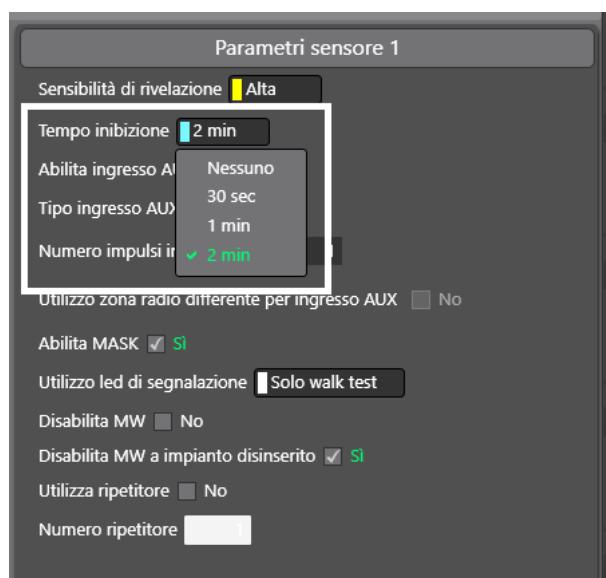 Parametri sensore 1
Sensibilità di rivelazione Alta
Tempo inibizione 2 min
Abilita ingresso
Nessuno
Tipo ingresso AUX
30 sec
1 min
Numero impulsi
✓ 2 min
Utilizzo zona radio differente per ingresso AUX No
Abilita MASK Sì
Utilizzo led di segnalazione Solo walk test
Disabilita MW No
Disabilita MW a impianto disinserito Sì
Utilizza ripetitore No
Numero ripetitore 1